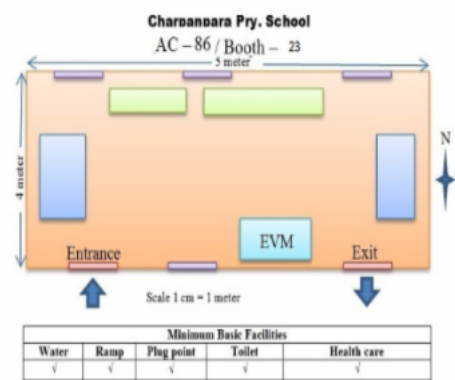 Charpanpara Pry. School
AC – 86 / Booth – 23
5 meter
N
4 meter
Entrance
EVM
Exit
Scale 1 cm = 1 meter
Minimum Basic Facilities
Water Ramp Plug point Toilet Health care
√ √ √ √ √